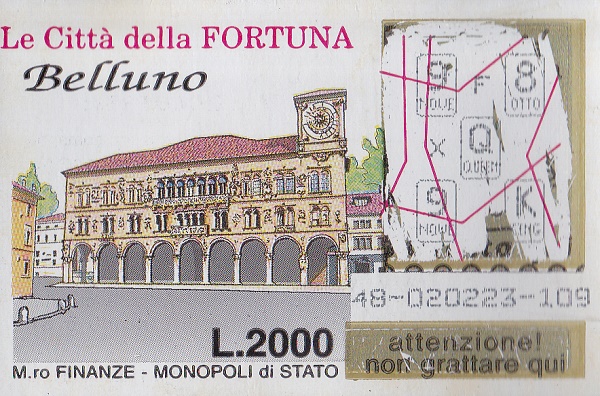 Le Città della FORTUNA
Belluno
9 F 8
NOVE OTTO
X Q
QUEEN
9 K
NOVE KING
48-020223-109
L.2000
attenzione!
non grattare qui
M.ro FINANZE - MONOPOLI di STATO